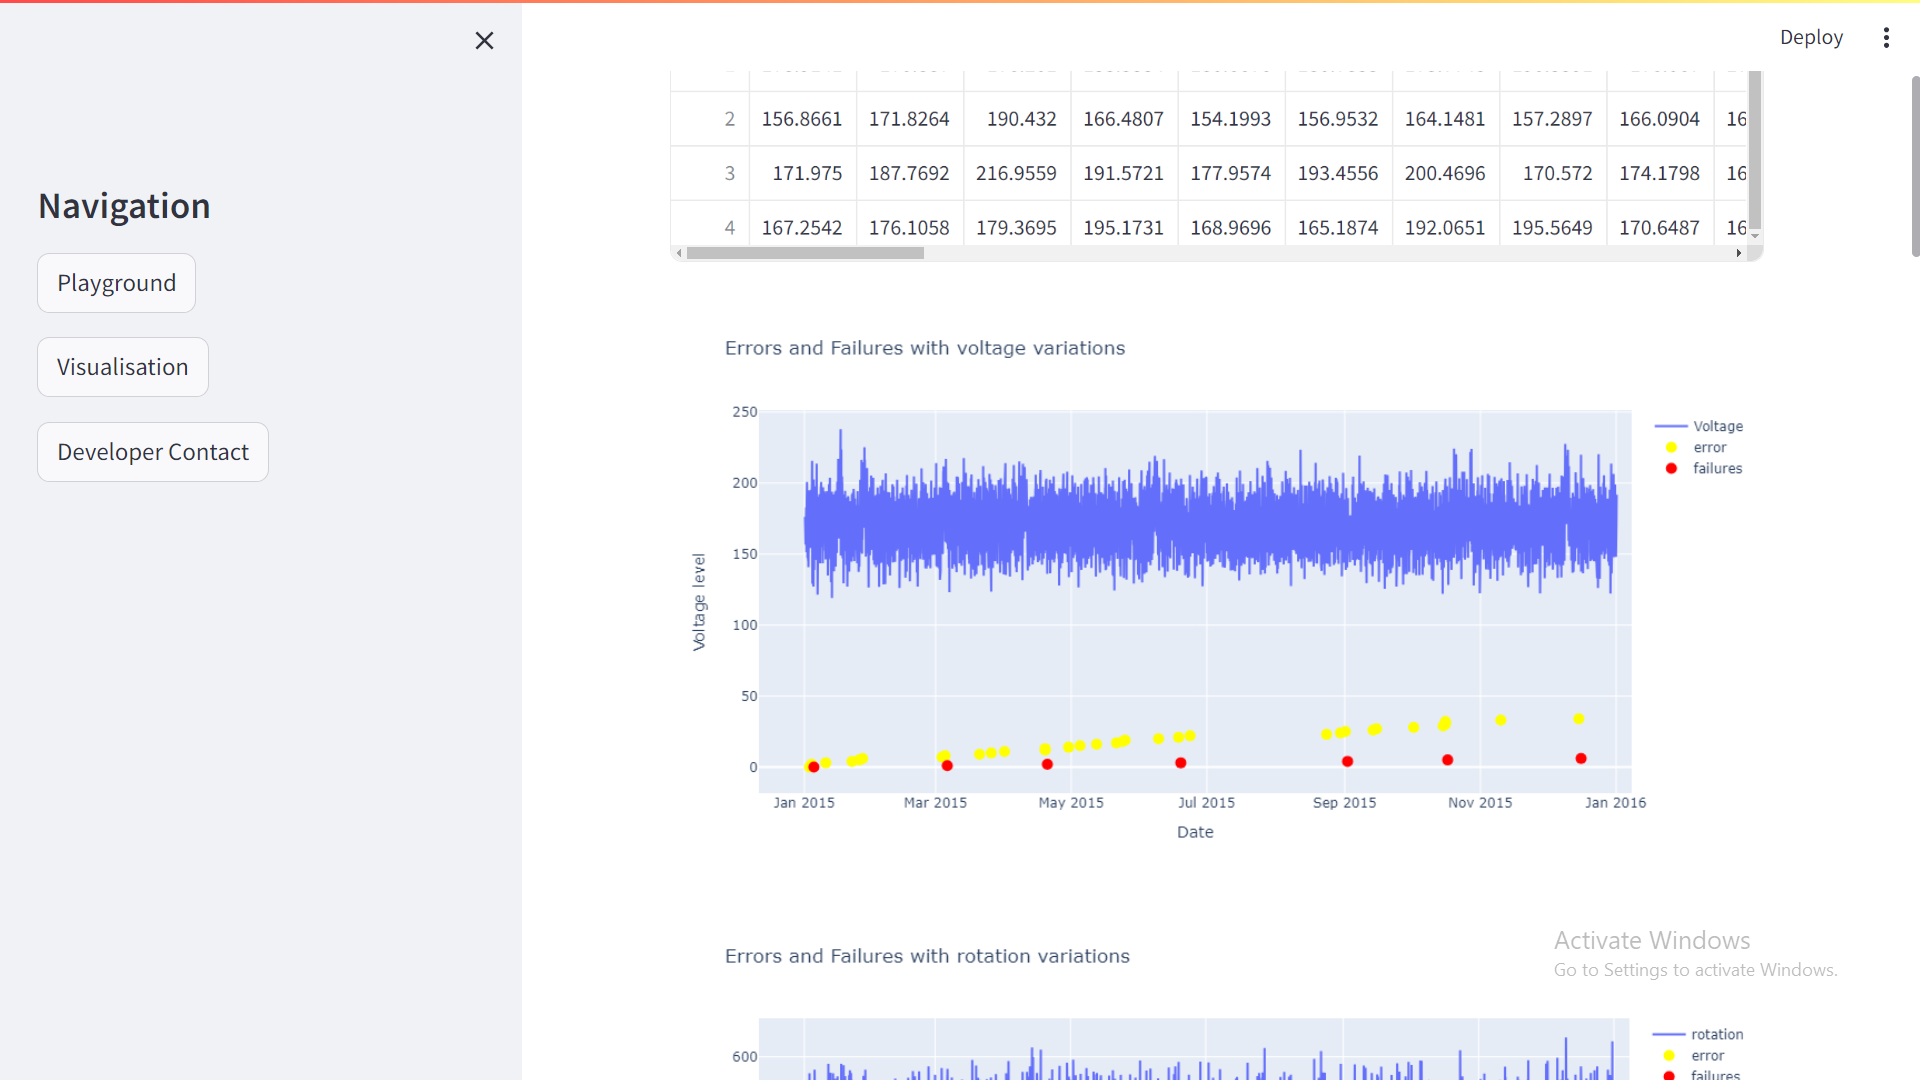 Deploy
Navigation
Playground
Visualisation
Developer Contact
2 156.8661 171.8264 190.432 166.4807 154.1993 156.9532 164.1481 157.2897 166.0904 16
3 171.975 187.7692 216.9559 191.5721 177.9574 193.4556 200.4696 170.572 174.1798 16
4 167.2542 176.1058 179.3695 195.1731 168.9696 165.1874 192.0651 195.5649 170.6487 16
Errors and Failures with voltage variations
250
200
150
100
50
0
Voltage level
Jan 2015 Mar 2015 May 2015 Jul 2015 Sep 2015 Nov 2015 Jan 2016
Date
Voltage
error
failures
Errors and Failures with rotation variations
600
rotation
error
failures
Activate Windows
Go to Settings to activate Windows.